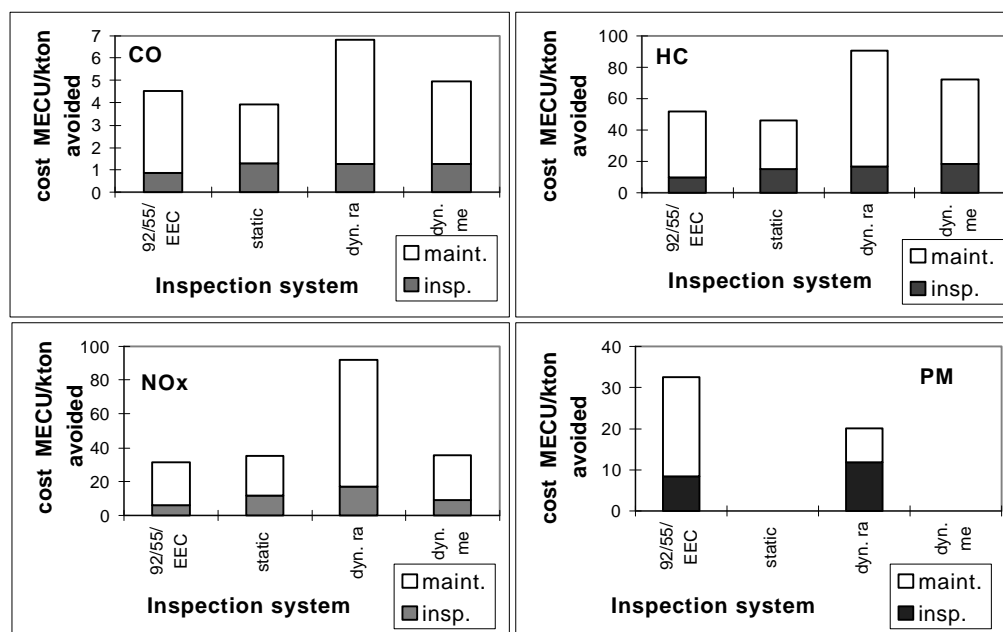 CO
cost MECU/kton
avoided
7
6
5
4
3
2
1
0
92/55/
EEC
static
dyn. ra
dyn.
me
Inspection system
maint.
insp.
HC
cost MECU/kton
avoided
100
80
60
40
20
0
92/55/
EEC
static
dyn. ra
dyn.
me
Inspection system
maint.
insp.
NOx
cost MECU/kton
avoided
100
80
60
40
20
0
92/55/
EEC
static
dyn. ra
dyn.
me
Inspection system
maint.
insp.
PM
cost MECU/kton
avoided
40
30
20
10
0
92/55/
EEC
static
dyn. ra
dyn.
me
Inspection system
maint.
insp.